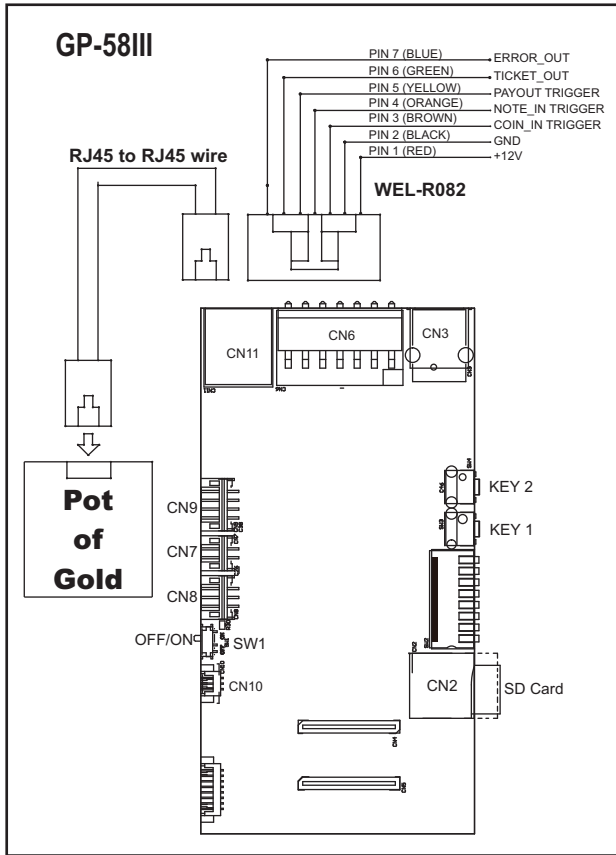 GP-58III
PIN 7 (BLUE) ERROR_OUT
PIN 6 (GREEN) TICKET_OUT
PIN 5 (YELLOW) PAYOUT TRIGGER
PIN 4 (ORANGE) NOTE_IN TRIGGER
PIN 3 (BROWN) COIN_IN TRIGGER
PIN 2 (BLACK) GND
PIN 1 (RED) +12V
RJ45 to RJ45 wire
WEL-R082
CN11
CN6
CN3
Pot
of
Gold
CN9
CN7
CN8
OFF/ON
SW1
CN10
KEY 2
KEY 1
CN2
SD Card